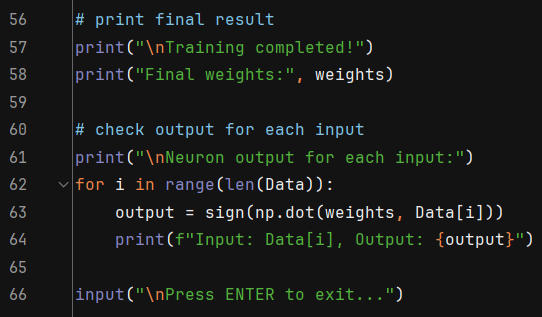 56 # print final result
57 print("\nTraining completed!")
58 print("Final weights:", weights)
59
60 # check output for each input
61 print("\nNeuron output for each input:")
62 for i in range(len(Data)):
63     output = sign(np.dot(weights, Data[i]))
64     print(f"Input: Data[i], Output: {output}")
65
66 input("\nPress ENTER to exit...")